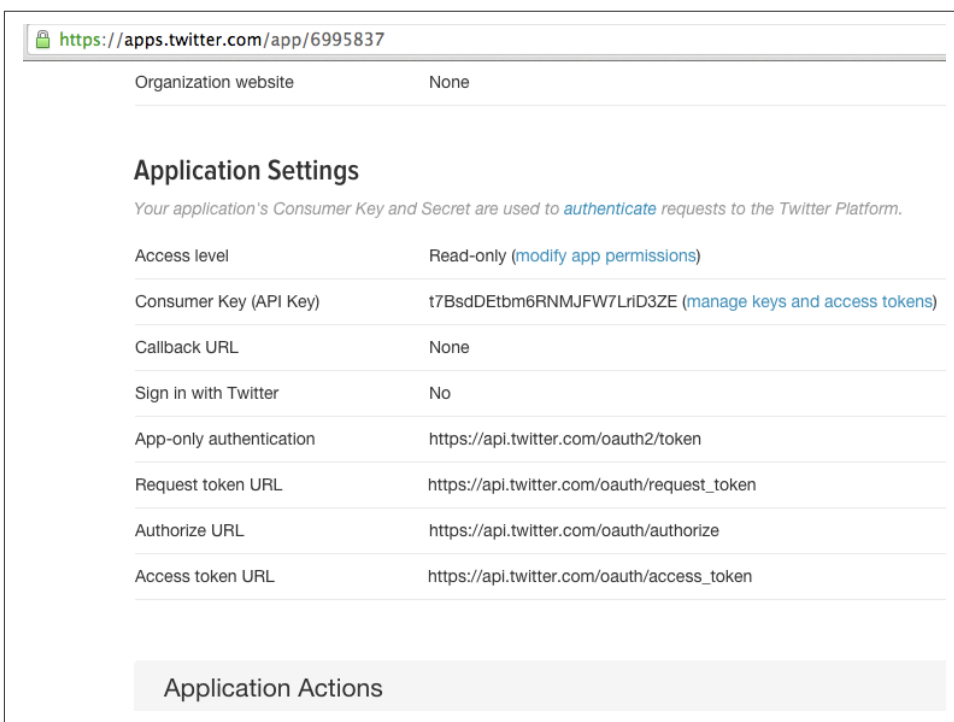 https://apps.twitter.com/app/6995837
Organization website None
Application Settings
Your application's Consumer Key and Secret are used to authenticate requests to the Twitter Platform.
Access level Read-only (modify app permissions)
Consumer Key (API Key) t7BsdDEtbm6RNMJFW7LriD3ZE (manage keys and access tokens)
Callback URL None
Sign in with Twitter No
App-only authentication https://api.twitter.com/oauth2/token
Request token URL https://api.twitter.com/oauth/request_token
Authorize URL https://api.twitter.com/oauth/authorize
Access token URL https://api.twitter.com/oauth/access_token
Application Actions